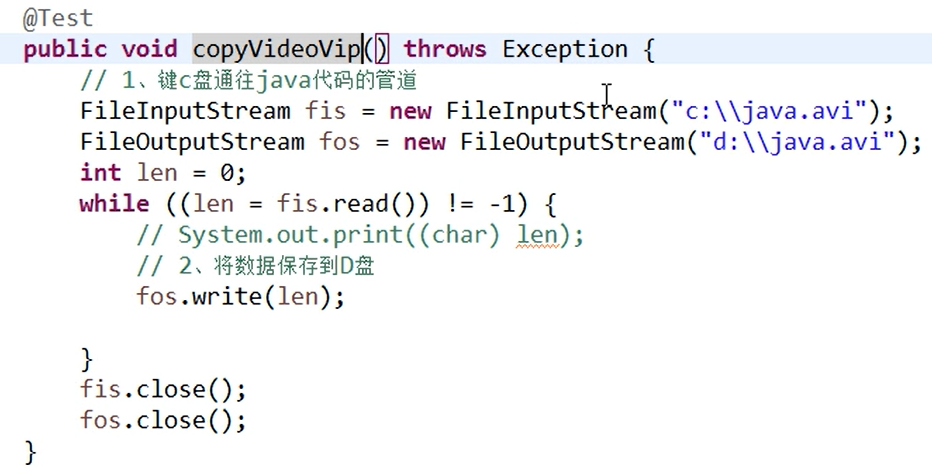 @Test
public void copyVideoVip() throws Exception {
// 1、键c盘通往java代码的管道
FileInputStream fis = new FileInputStream("c:\\java.avi");
FileOutputStream fos = new FileOutputStream("d:\\java.avi");
int len = 0;
while ((len = fis.read()) != -1) {
// System.out.print((char) len);
// 2、将数据保存到D盘
fos.write(len);
}
fis.close();
fos.close();
}